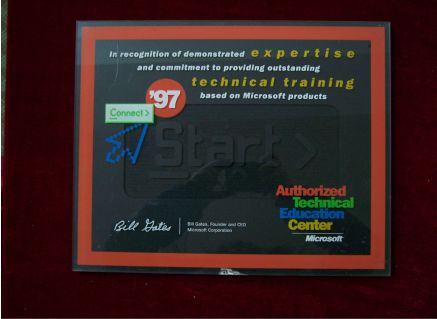 In recognition of demonstrated expertise
and commitment to providing outstanding
technical training
based on Microsoft products
'97
Connect>
Start>
Authorized
Technical
Education
Center
Microsoft
Bill Gates
Bill Gates, Founder and CEO
Microsoft Corporation